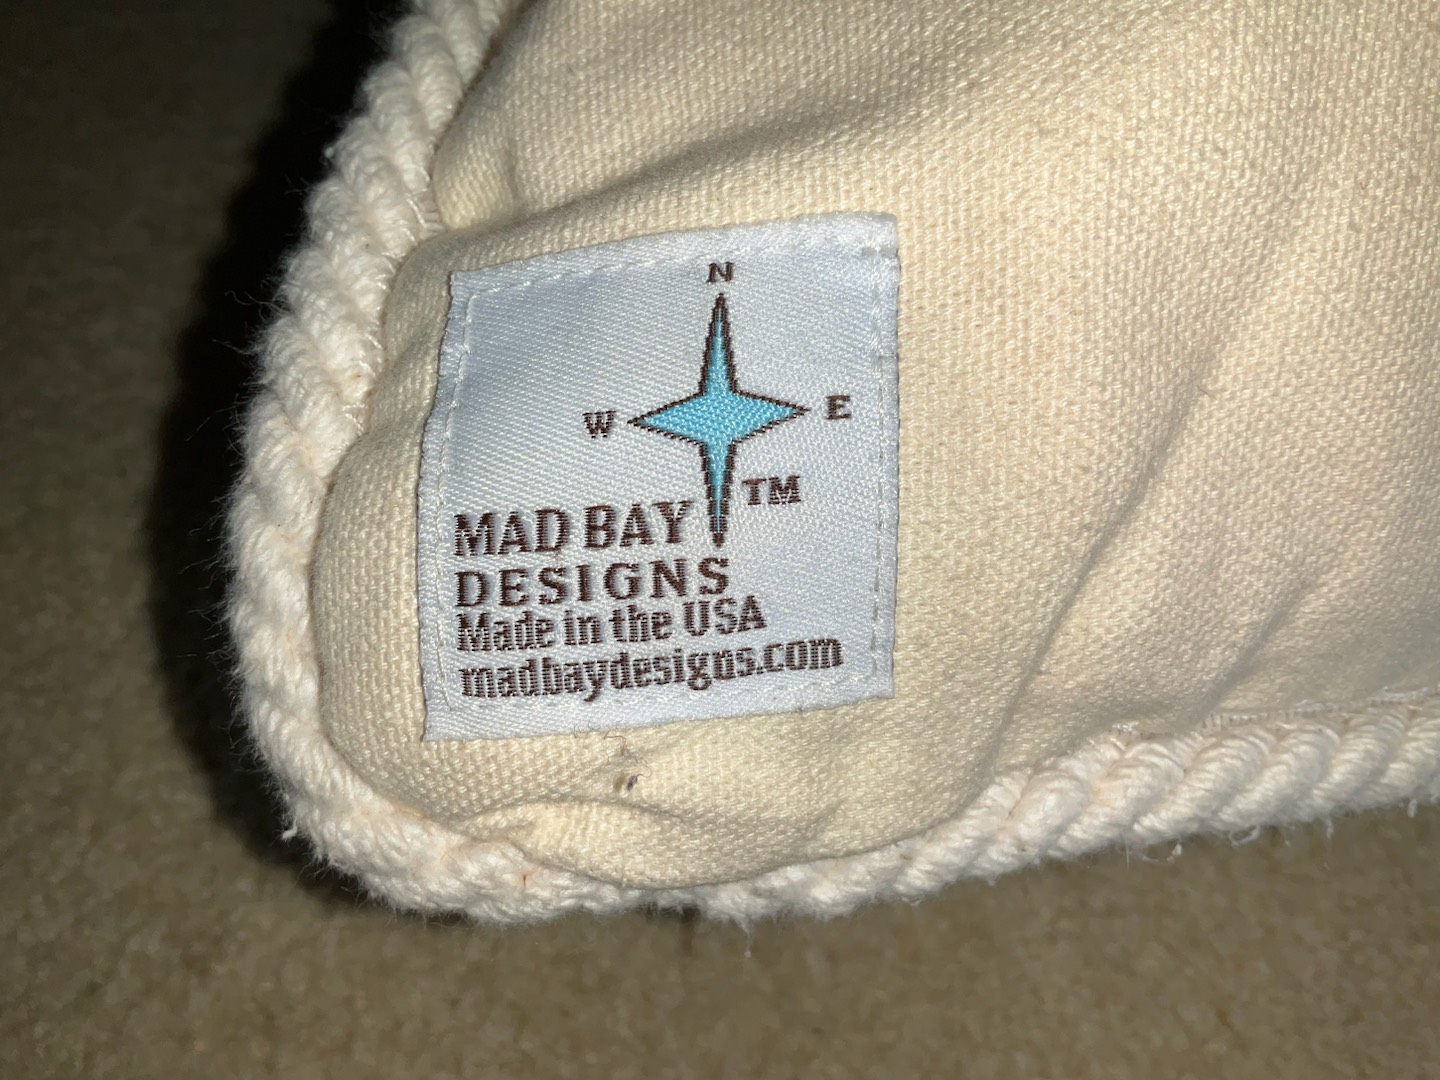 N
W E
TM
MAD BAY
DESIGNS
Made in the USA
madbaydesigns.com